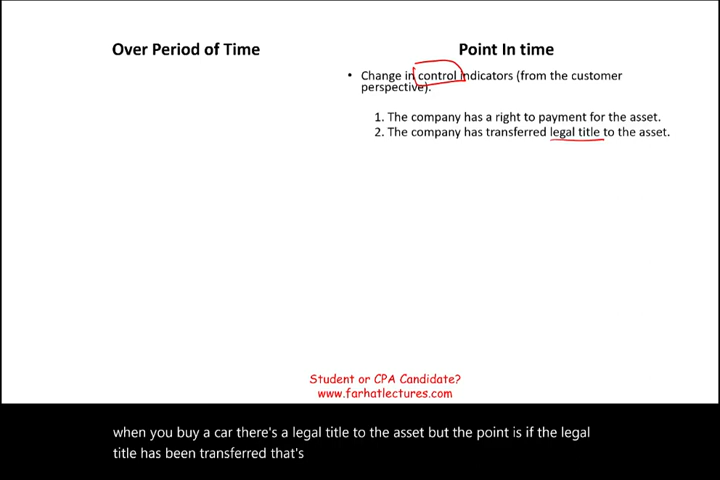 Over Period of Time
Point In time
• Change in control indicators (from the customer
perspective).
1. The company has a right to payment for the asset.
2. The company has transferred legal title to the asset.
Student or CPA Candidate?
www.farhatlectures.com
when you buy a car there's a legal title to the asset but the point is if the legal
title has been transferred that's